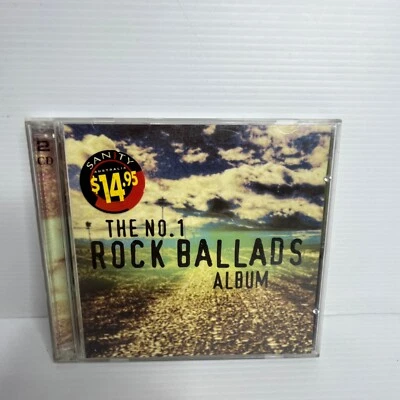 2
CD
SANITY
AUSTRALIA
$14.95
THE NO.1
ROCK BALLADS
ALBUM